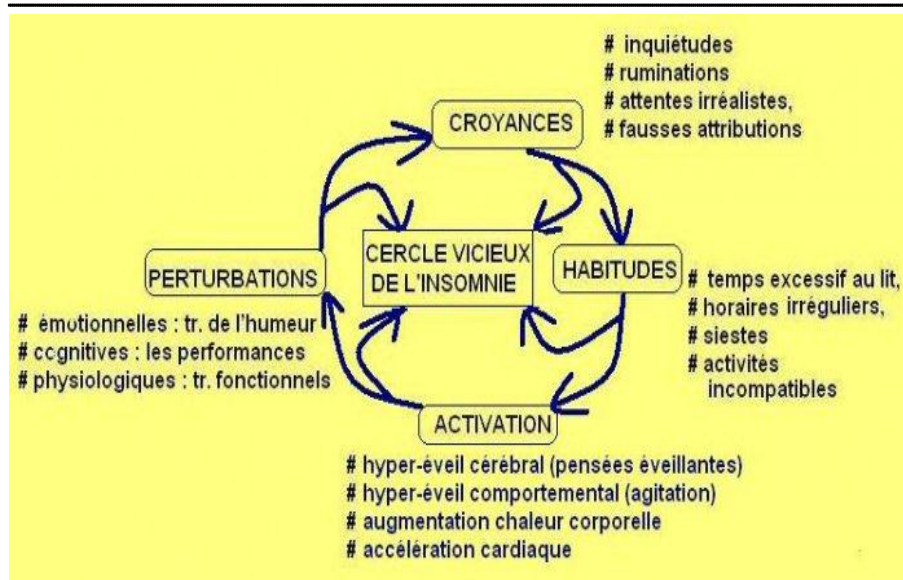 # inquiétudes
# ruminations
# attentes irréalistes,
# fausses attributions
CROYANCES
CERCLE VICIEUX
DE L'INSOMNIE
HABITUDES
# temps excessif au lit,
# horaires irréguliers,
# siestes
# activités
incompatibles
PERTURBATIONS
# émotionnelles : tr. de l'humeur
# cognitives : les performances
# physiologiques : tr. fonctionnels
ACTIVATION
# hyper-éveil cérébral (pensées éveillantes)
# hyper-éveil comportemental (agitation)
# augmentation chaleur corporelle
# accélération cardiaque